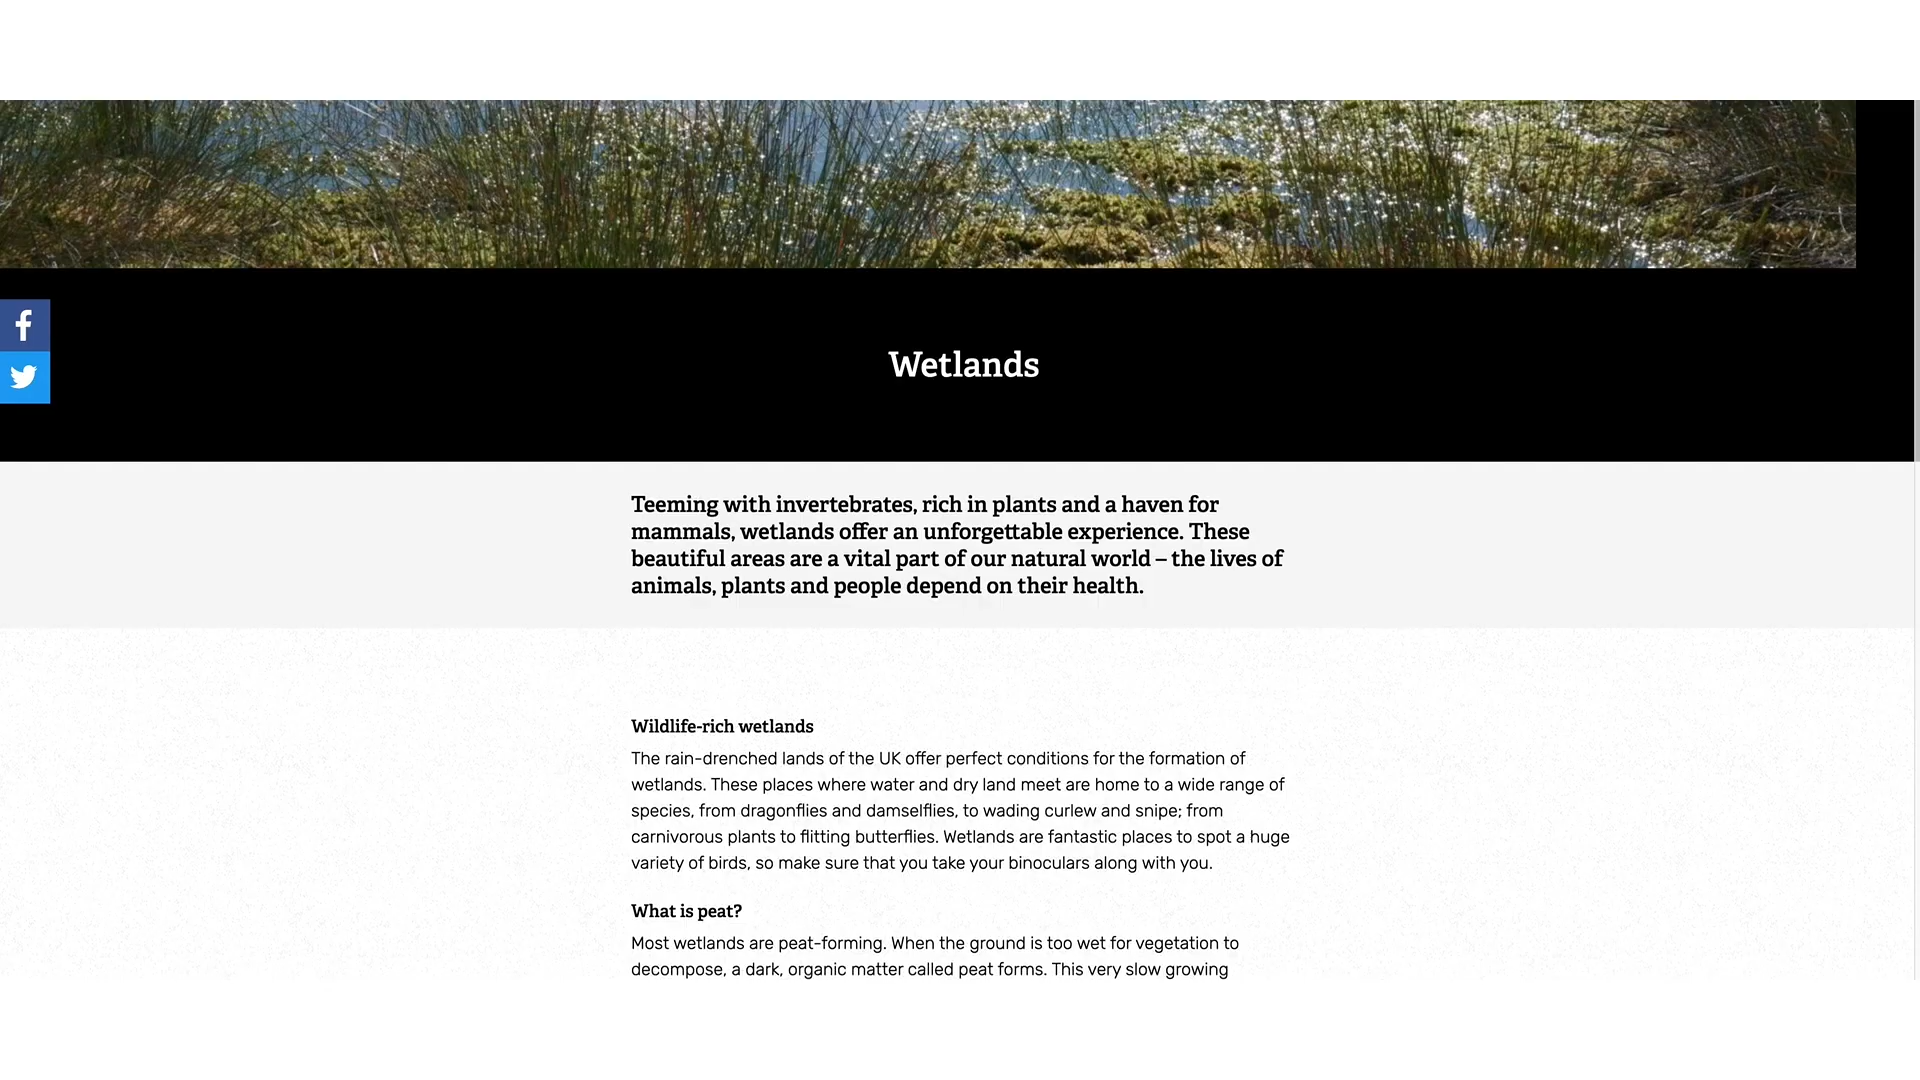 Wetlands
Teeming with invertebrates, rich in plants and a haven for
mammals, wetlands offer an unforgettable experience. These
beautiful areas are a vital part of our natural world – the lives of
animals, plants and people depend on their health.
Wildlife-rich wetlands
The rain-drenched lands of the UK offer perfect conditions for the formation of
wetlands. These places where water and dry land meet are home to a wide range of
species, from dragonflies and damselflies, to wading curlew and snipe; from
carnivorous plants to flitting butterflies. Wetlands are fantastic places to spot a huge
variety of birds, so make sure that you take your binoculars along with you.
What is peat?
Most wetlands are peat-forming. When the ground is too wet for vegetation to
decompose, a dark, organic matter called peat forms. This very slow growing